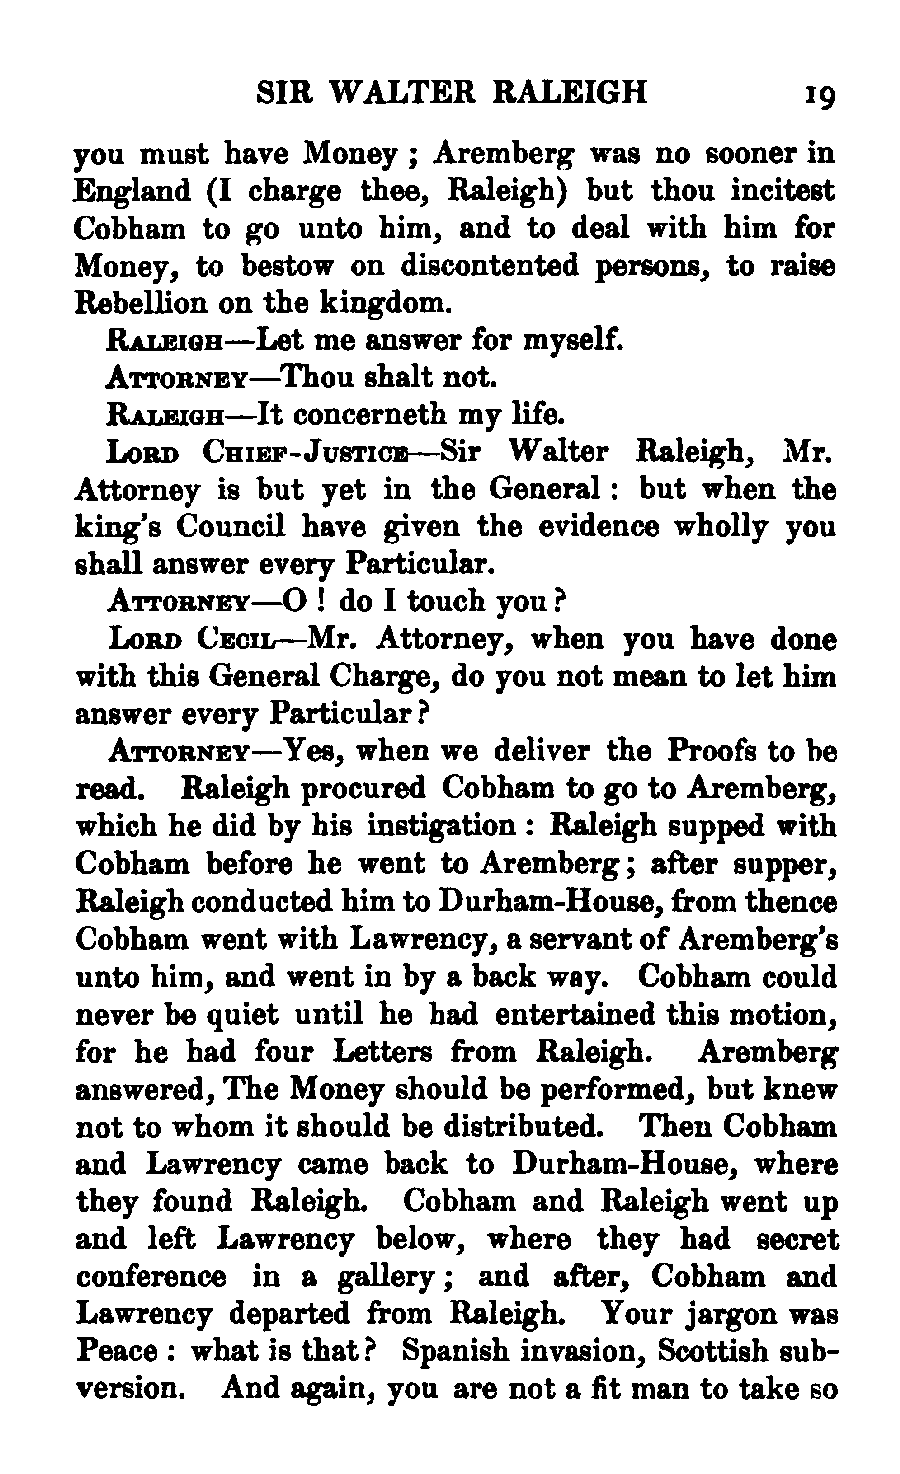 SIR WALTER RALEIGH 19
you must have Money ; Aremberg was no sooner in
England (I charge thee, Raleigh) but thou incitest
Cobham to go unto him, and to deal with him for
Money, to bestow on discontented persons, to raise
Rebellion on the kingdom.
RALEIGH—Let me answer for myself.
ATTORNEY—Thou shalt not.
RALEIGH—It concerneth my life.
LORD CHIEF-JUSTICE—Sir Walter Raleigh, Mr.
Attorney is but yet in the General : but when the
king's Council have given the evidence wholly you
shall answer every Particular.
ATTORNEY—O ! do I touch you ?
LORD CECIL—Mr. Attorney, when you have done
with this General Charge, do you not mean to let him
answer every Particular ?
ATTORNEY—Yes, when we deliver the Proofs to be
read. Raleigh procured Cobham to go to Aremberg,
which he did by his instigation : Raleigh supped with
Cobham before he went to Aremberg ; after supper,
Raleigh conducted him to Durham-House, from thence
Cobham went with Lawrency, a servant of Aremberg's
unto him, and went in by a back way. Cobham could
never be quiet until he had entertained this motion,
for he had four Letters from Raleigh. Aremberg
answered, The Money should be performed, but knew
not to whom it should be distributed. Then Cobham
and Lawrency came back to Durham-House, where
they found Raleigh. Cobham and Raleigh went up
and left Lawrency below, where they had secret
conference in a gallery ; and after, Cobham and
Lawrency departed from Raleigh. Your jargon was
Peace : what is that ? Spanish invasion, Scottish sub-
version. And again, you are not a fit man to take so